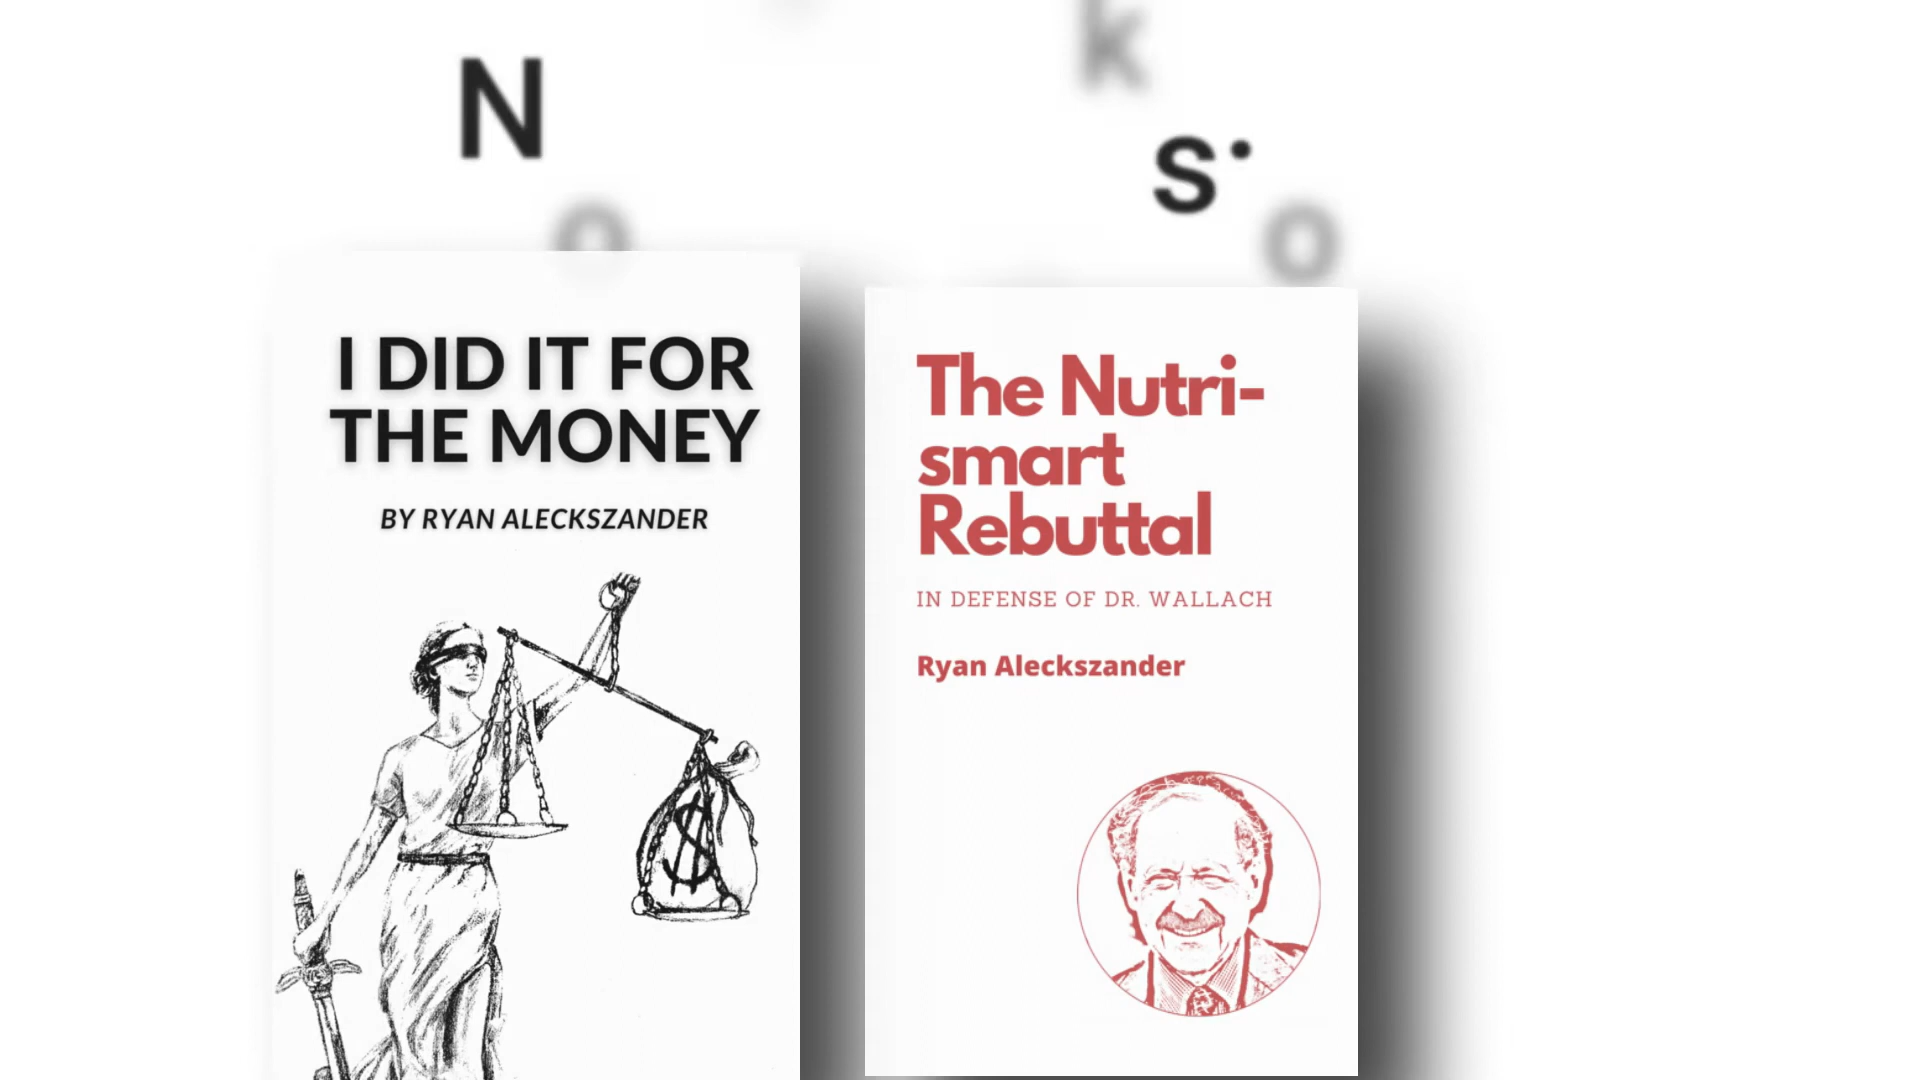 N
k
s
o
o
I DID IT FOR
THE MONEY
BY RYAN ALECKSZANDER
$
The Nutri-
smart
Rebuttal
IN DEFENSE OF DR. WALLACH
Ryan Aleckszander